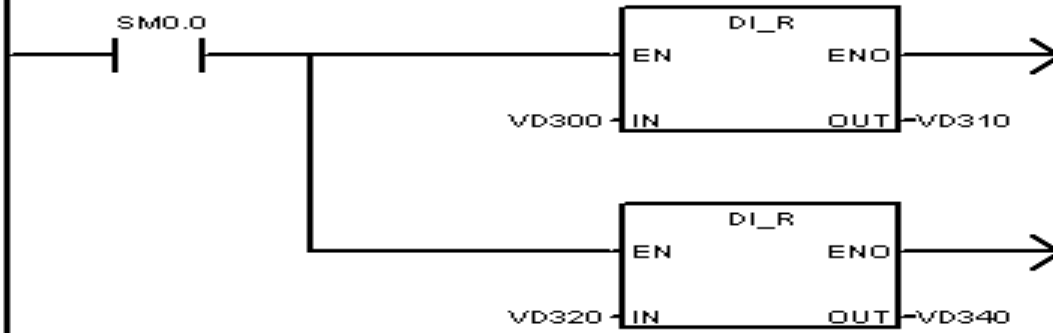 SM0.0
DI_R
EN ENO
VD300 IN OUT VD310
DI_R
EN ENO
VD320 IN OUT VD340